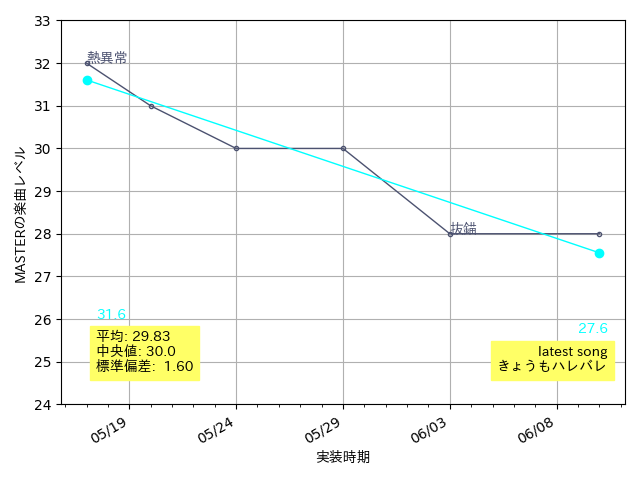 33
32
31
30
29
28
27
26
25
24
MASTERの楽曲レベル
熱異常
抜錨
31.6
平均: 29.83
中央値: 30.0
標準偏差: 1.60
27.6
latest song
きょうもハレバレ
05/19
05/24
05/29
06/03
06/08
実装時期